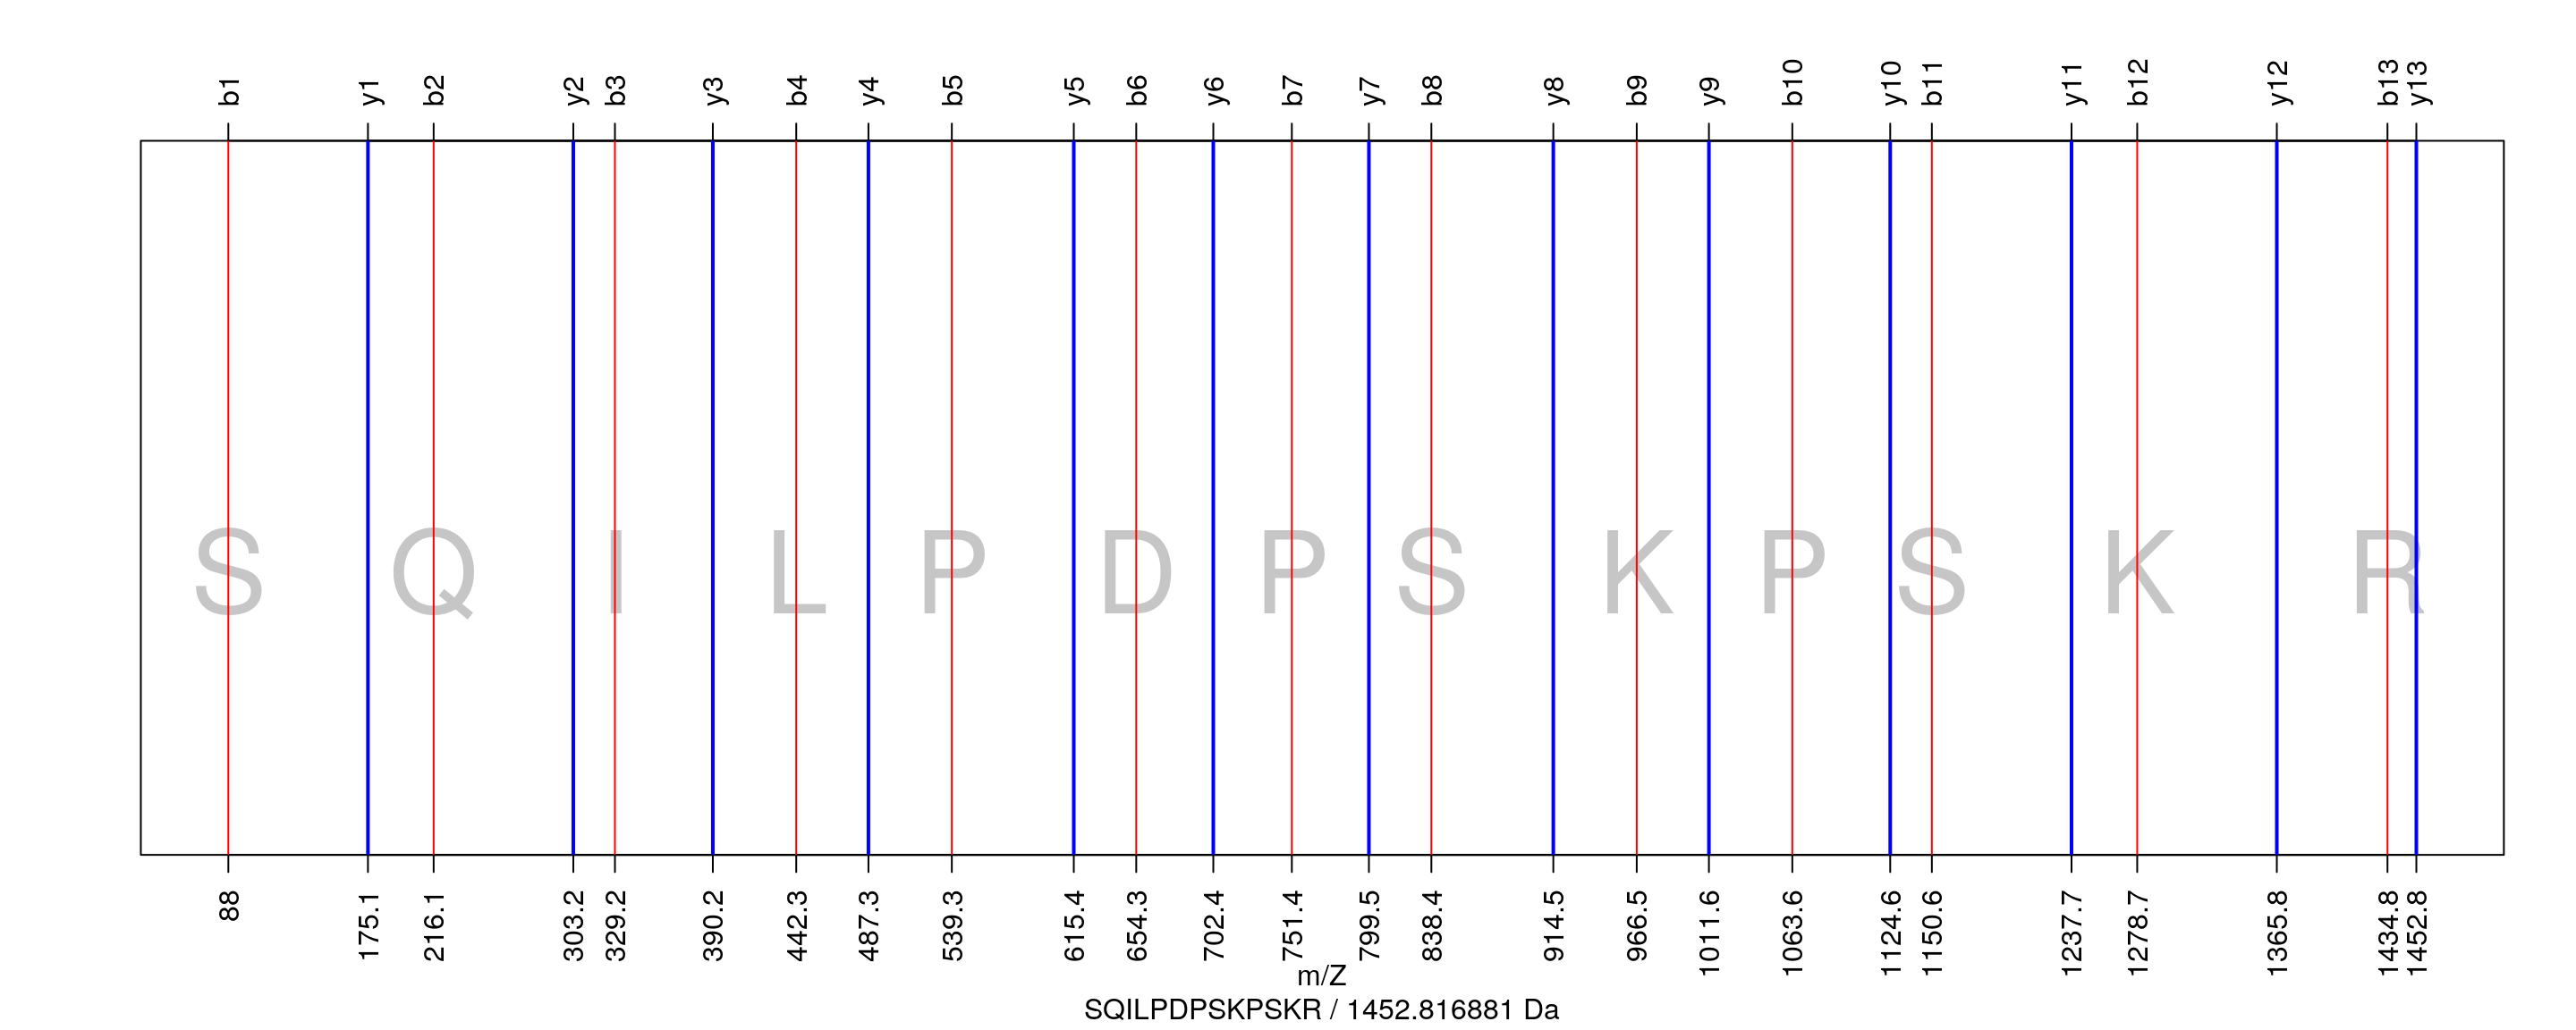 b1 y1 b2 y2 b3 y3 b4 y4 b5 y5 b6 y6 b7 y7 b8 y8 b9 y9 b10 y10 b11 y11 b12 y12 b13 y13
S Q I L P D P S K P S K R
88 175.1 216.1 303.2 329.2 390.2 442.3 487.3 539.3 615.4 654.3 702.4 751.4 799.5 838.4 914.5 966.5 1011.6 1063.6 1124.6 1150.6 1237.7 1278.7 1365.8 1434.8 1452.8
m/Z
SQILPDPSKPSKR / 1452.816881 Da